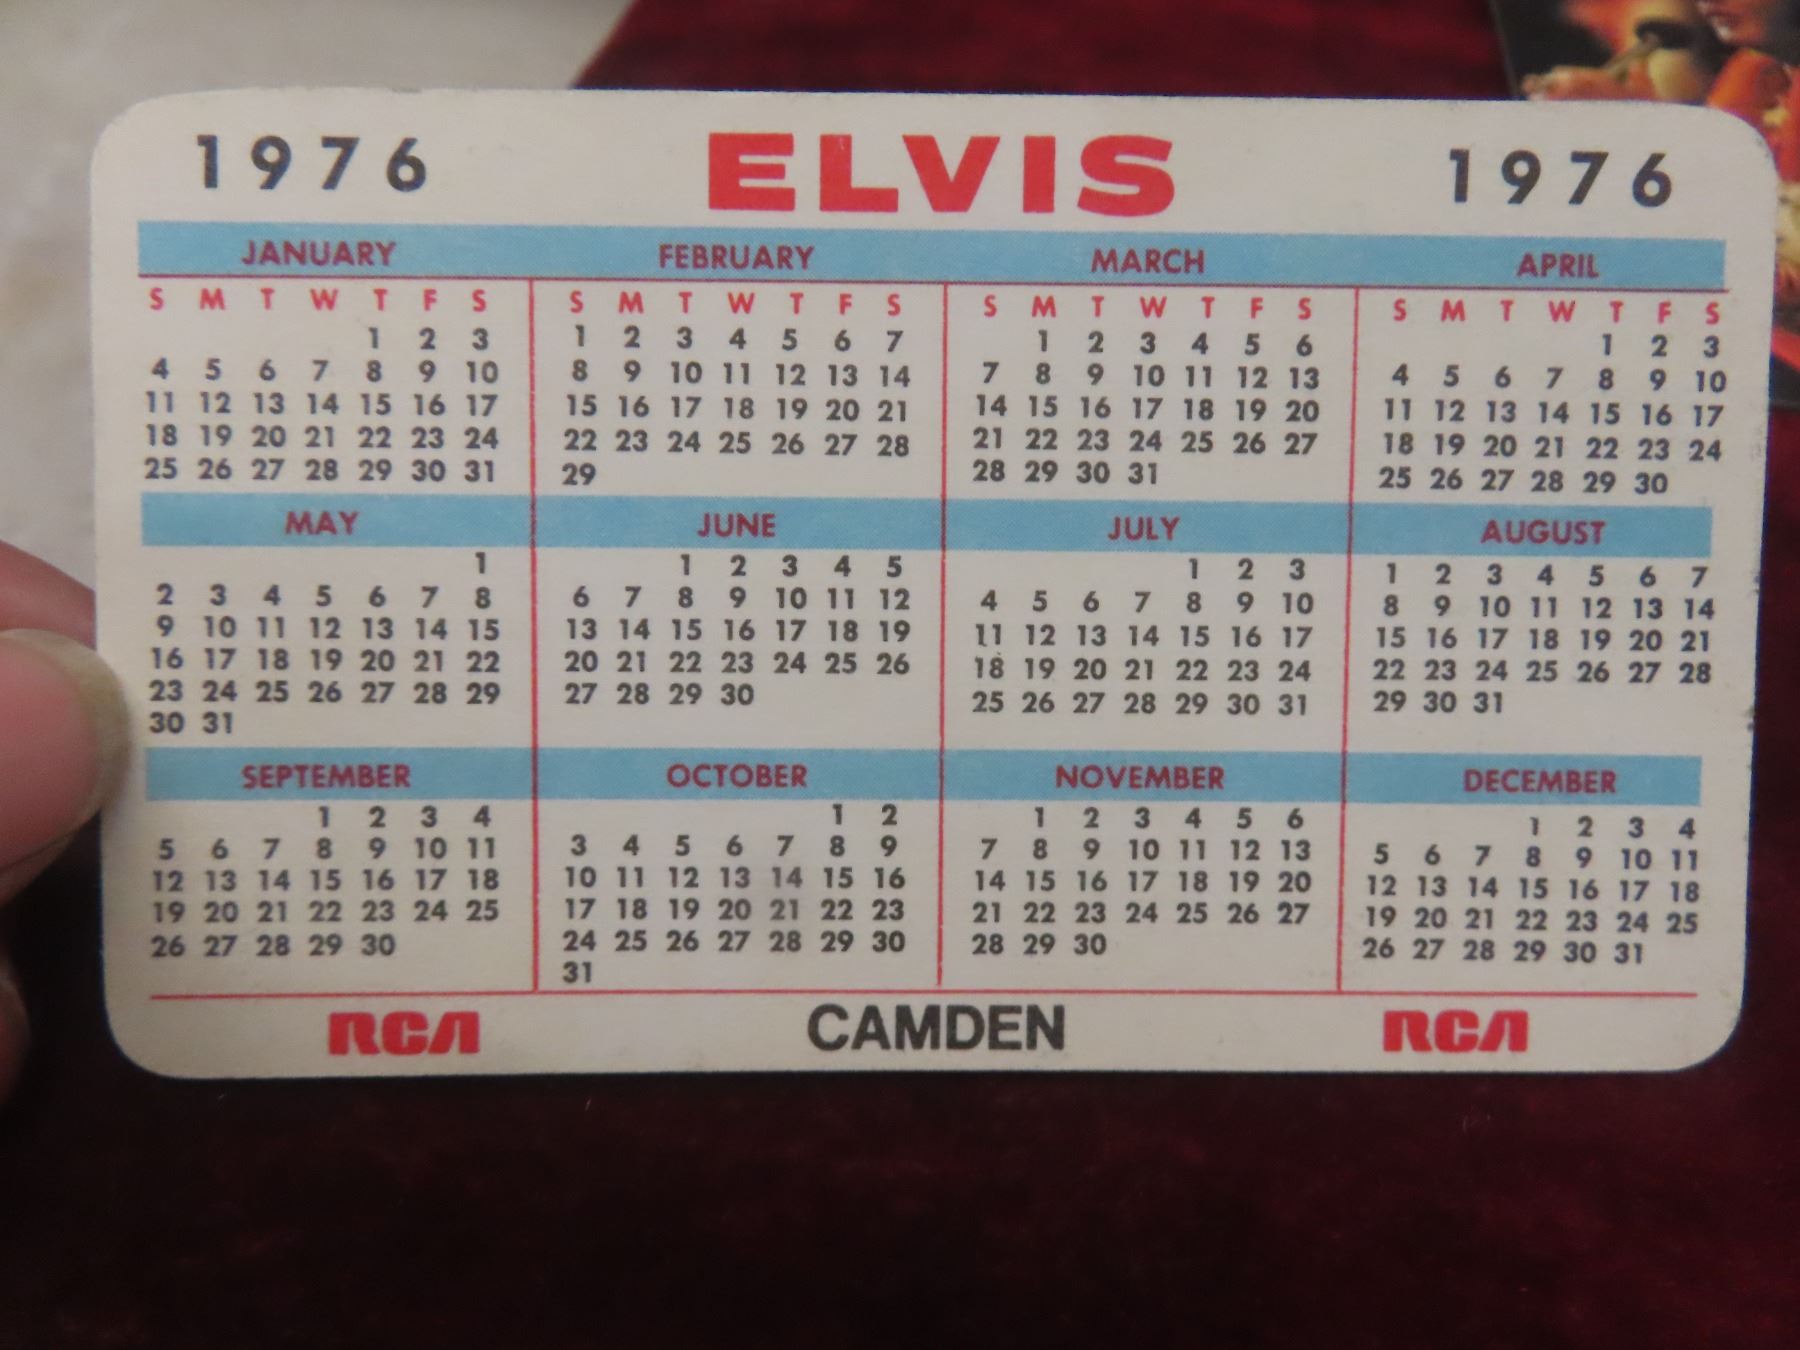 1976 ELVIS 1976
JANUARY FEBRUARY MARCH APRIL
S M T W T F S S M T W T F S S M T W T F S S M T W T F S
1 2 3 1 2 3 4 5 6 7 1 2 3 4 5 6 1 2 3
4 5 6 7 8 9 10 8 9 10 11 12 13 14 7 8 9 10 11 12 13 4 5 6 7 8 9 10
11 12 13 14 15 16 17 15 16 17 18 19 20 21 14 15 16 17 18 19 20 11 12 13 14 15 16 17
18 19 20 21 22 23 24 22 23 24 25 26 27 28 21 22 23 24 25 26 27 18 19 20 21 22 23 24
25 26 27 28 29 30 31 29 28 29 30 31 25 26 27 28 29 30
MAY JUNE JULY AUGUST
1 1 2 3 4 5 1 2 3 1 2 3 4 5 6 7
2 3 4 5 6 7 8 6 7 8 9 10 11 12 4 5 6 7 8 9 10 8 9 10 11 12 13 14
9 10 11 12 13 14 15 13 14 15 16 17 18 19 11 12 13 14 15 16 17 15 16 17 18 19 20 21
16 17 18 19 20 21 22 20 21 22 23 24 25 26 18 19 20 21 22 23 24 22 23 24 25 26 27 28
23 24 25 26 27 28 29 27 28 29 30 25 26 27 28 29 30 31 29 30 31
30 31
SEPTEMBER OCTOBER NOVEMBER DECEMBER
1 2 3 4 1 2 1 2 3 4 5 6 1 2 3 4
5 6 7 8 9 10 11 3 4 5 6 7 8 9 7 8 9 10 11 12 13 5 6 7 8 9 10 11
12 13 14 15 16 17 18 10 11 12 13 14 15 16 14 15 16 17 18 19 20 12 13 14 15 16 17 18
19 20 21 22 23 24 25 17 18 19 20 21 22 23 21 22 23 24 25 26 27 19 20 21 22 23 24 25
26 27 28 29 30 24 25 26 27 28 29 30 28 29 30 26 27 28 29 30 31
31
RCA CAMDEN RCA